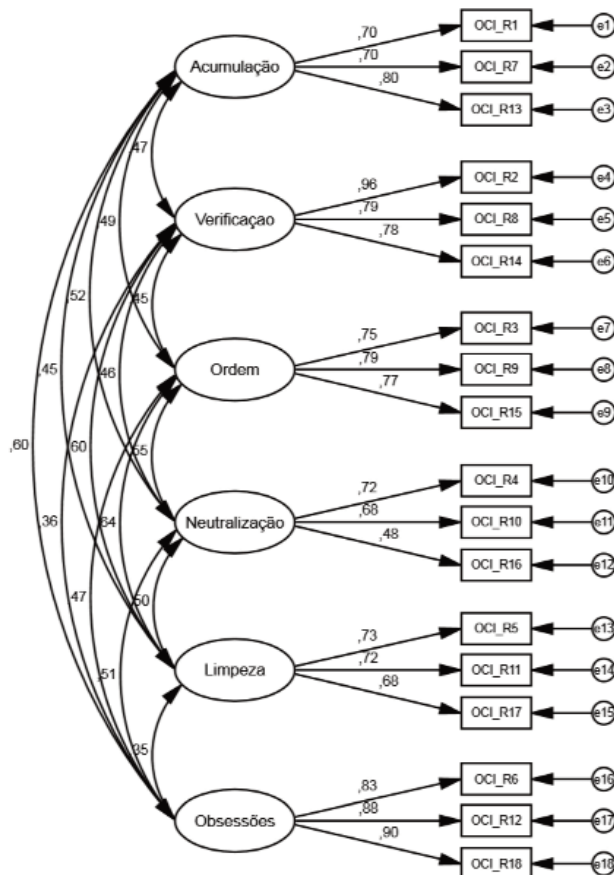 ,70
OCI_R1
e1
Acumulação
,70
OCI_R7
e2
,80
OCI_R13
e3
,47
,96
OCI_R2
e4
Verificaçao
,79
OCI_R8
e5
,49
,78
OCI_R14
e6
,52
,45
,75
OCI_R3
e7
,45
,46
Ordem
,79
OCI_R9
e8
,60
,60
,55
,77
OCI_R15
e9
,72
OCI_R4
e10
,36
,64
Neutralização
,68
OCI_R10
e11
,48
OCI_R16
e12
,47
,50
,73
OCI_R5
e13
,51
Limpeza
,72
OCI_R11
e14
,68
OCI_R17
e15
,35
,83
OCI_R6
e16
Obsessões
,88
OCI_R12
e17
,90
OCI_R18
e18